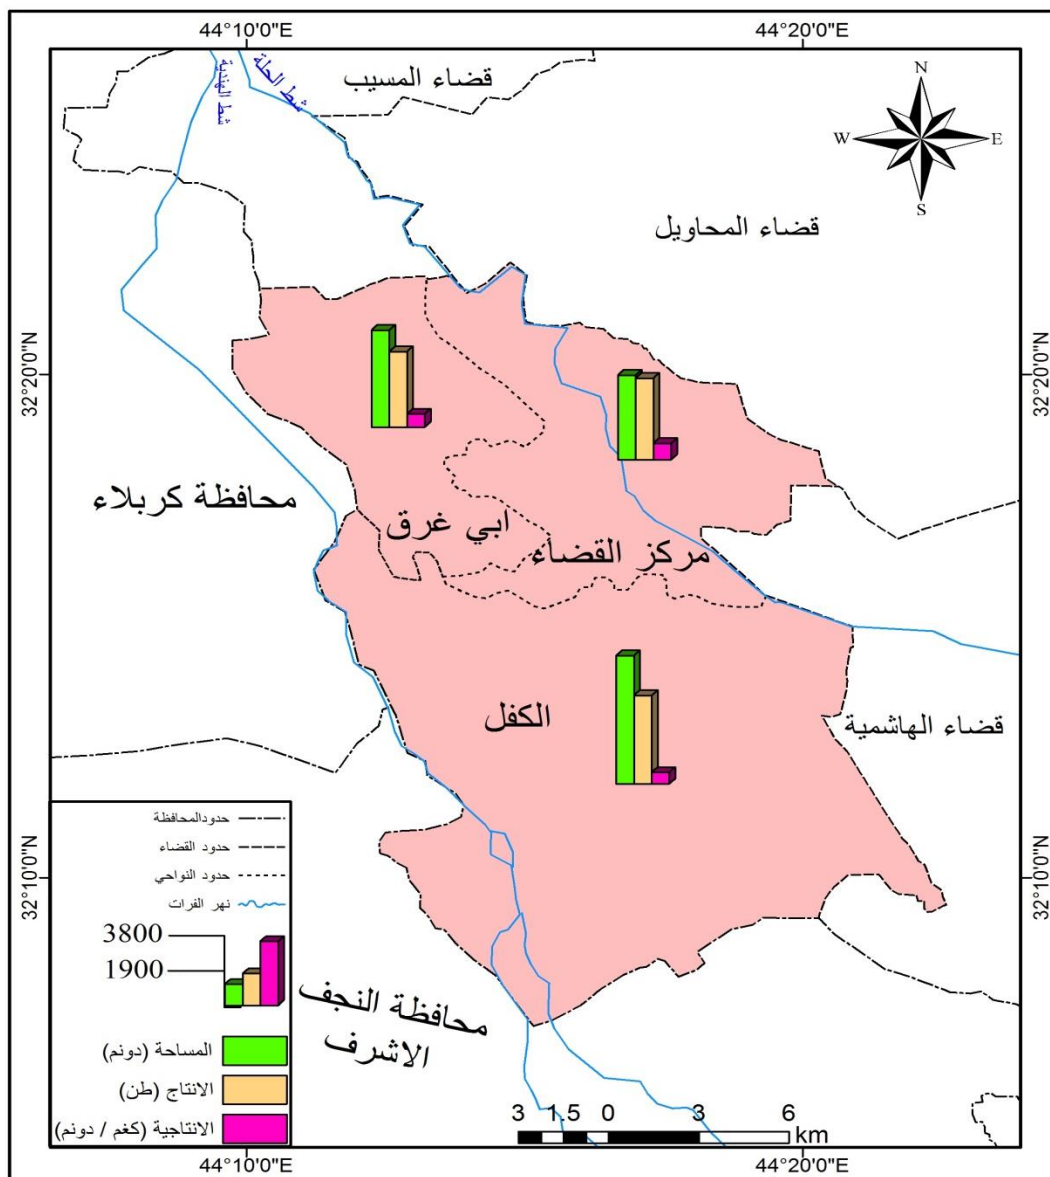 44°10'0"E
44°20'0"E
قضاء المسيب
شط الحلة
شط الهندية
N
W
E
S
قضاء المحاويل
32°20'0"N
32°20'0"N
محافظة كربلاء
ابي غرق
مركز القضاء
الكفل
قضاء الهاشمية
32°10'0"N
32°10'0"N
حدودالمحافظة
حدود القضاء
حدود النواحي
نهر الفرات
3800
1900
المساحة (دونم)
الانتاج (طن)
الانتاجية (كغم / دونم)
محافظة النجف
الاشرف
3 1.5 0 3 6
km
44°10'0"E
44°20'0"E